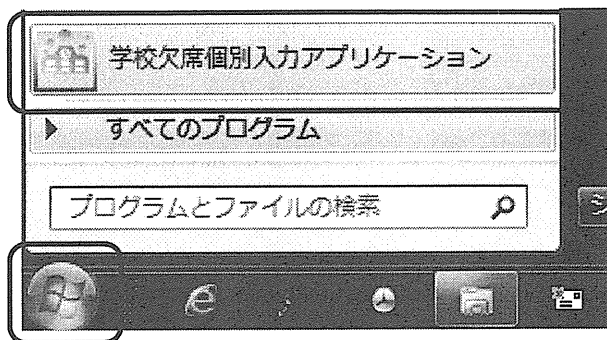 学校欠席個別入力アプリケーション
すべてのプログラム
プログラムとファイルの検索